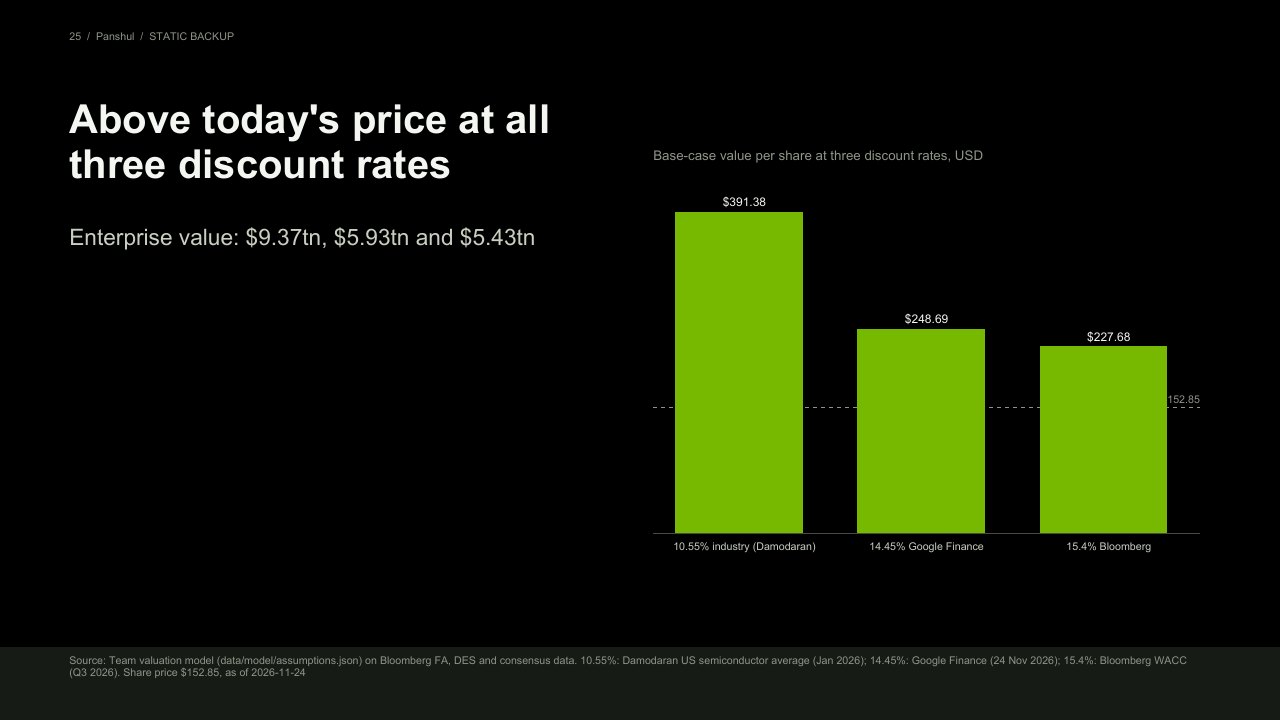 25 / Panshul / STATIC BACKUP
Above today's price at all
three discount rates
Enterprise value: $9.37tn, $5.93tn and $5.43tn
Base-case value per share at three discount rates, USD
$391.38
$248.69
$227.68
152.85
10.55% industry (Damodaran)
14.45% Google Finance
15.4% Bloomberg
Source: Team valuation model (data/model/assumptions.json) on Bloomberg FA, DES and consensus data. 10.55%: Damodaran US semiconductor average (Jan 2026); 14.45%: Google Finance (24 Nov 2026); 15.4%: Bloomberg WACC
(Q3 2026). Share price $152.85, as of 2026-11-24